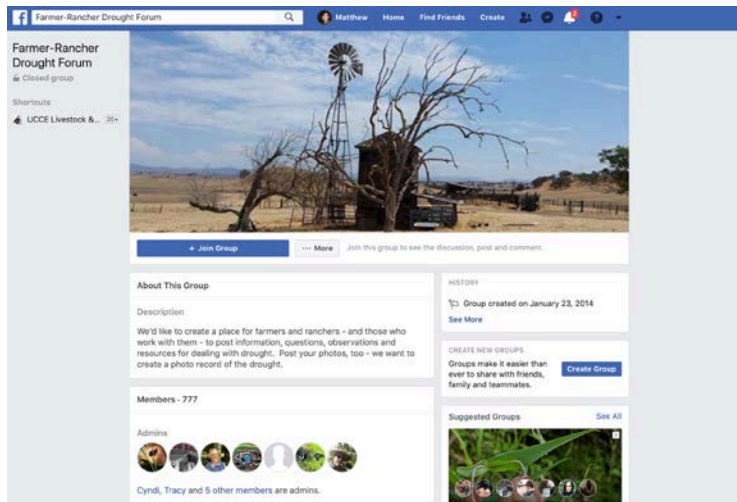 Farmer-Rancher Drought Forum
Matthew Home Find Friends Create 2
Farmer-Rancher
Drought Forum
Closed group
Shortcuts
UCCE Livestock &... 20+
+ Join Group
... More
Join this group to see the discussion, post and comment.
About This Group
Description
We'd like to create a place for farmers and ranchers - and those who
work with them - to post information, questions, observations and
resources for dealing with drought. Post your photos, too - we want to
create a photo record of the drought.
Members - 777
Admins
Cyndi, Tracy and 5 other members are admins.
HISTORY
Group created on January 23, 2014
See More
CREATE NEW GROUPS
Groups make it easier than
ever to share with friends,
family and teammates.
Create Group
Suggested Groups See All